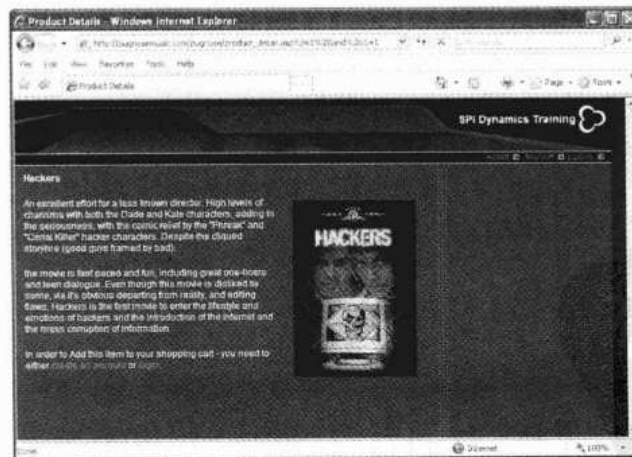 Product Details - Windows Internet Explorer
File Edit View Favorites Tools Help
Product Details
Page Tools
SPI Dynamics Training
Hackers
An excellent effort for a less known director. High levels of
charisma with both the Dade and Kate characters, adding to
the seriousness, with the comic relief by the "Phreak" and
"Cerial Killer" hacker characters. Despite the cliqued
storyline (good guys framed by bad).
the movie is fast paced and fun, including great one-liners
and teen dialogue. Even though this movie is disliked by
some, via it's obvious departing from reality, and editing
flaws. Hackers is the first movie to enter the lifestyle and
emotions of hackers and the introduction of the internet and
the mass corruption of information.
In order to Add this item to your shopping cart - you need to
either create an account or login
HACKERS
Done
Internet
100%